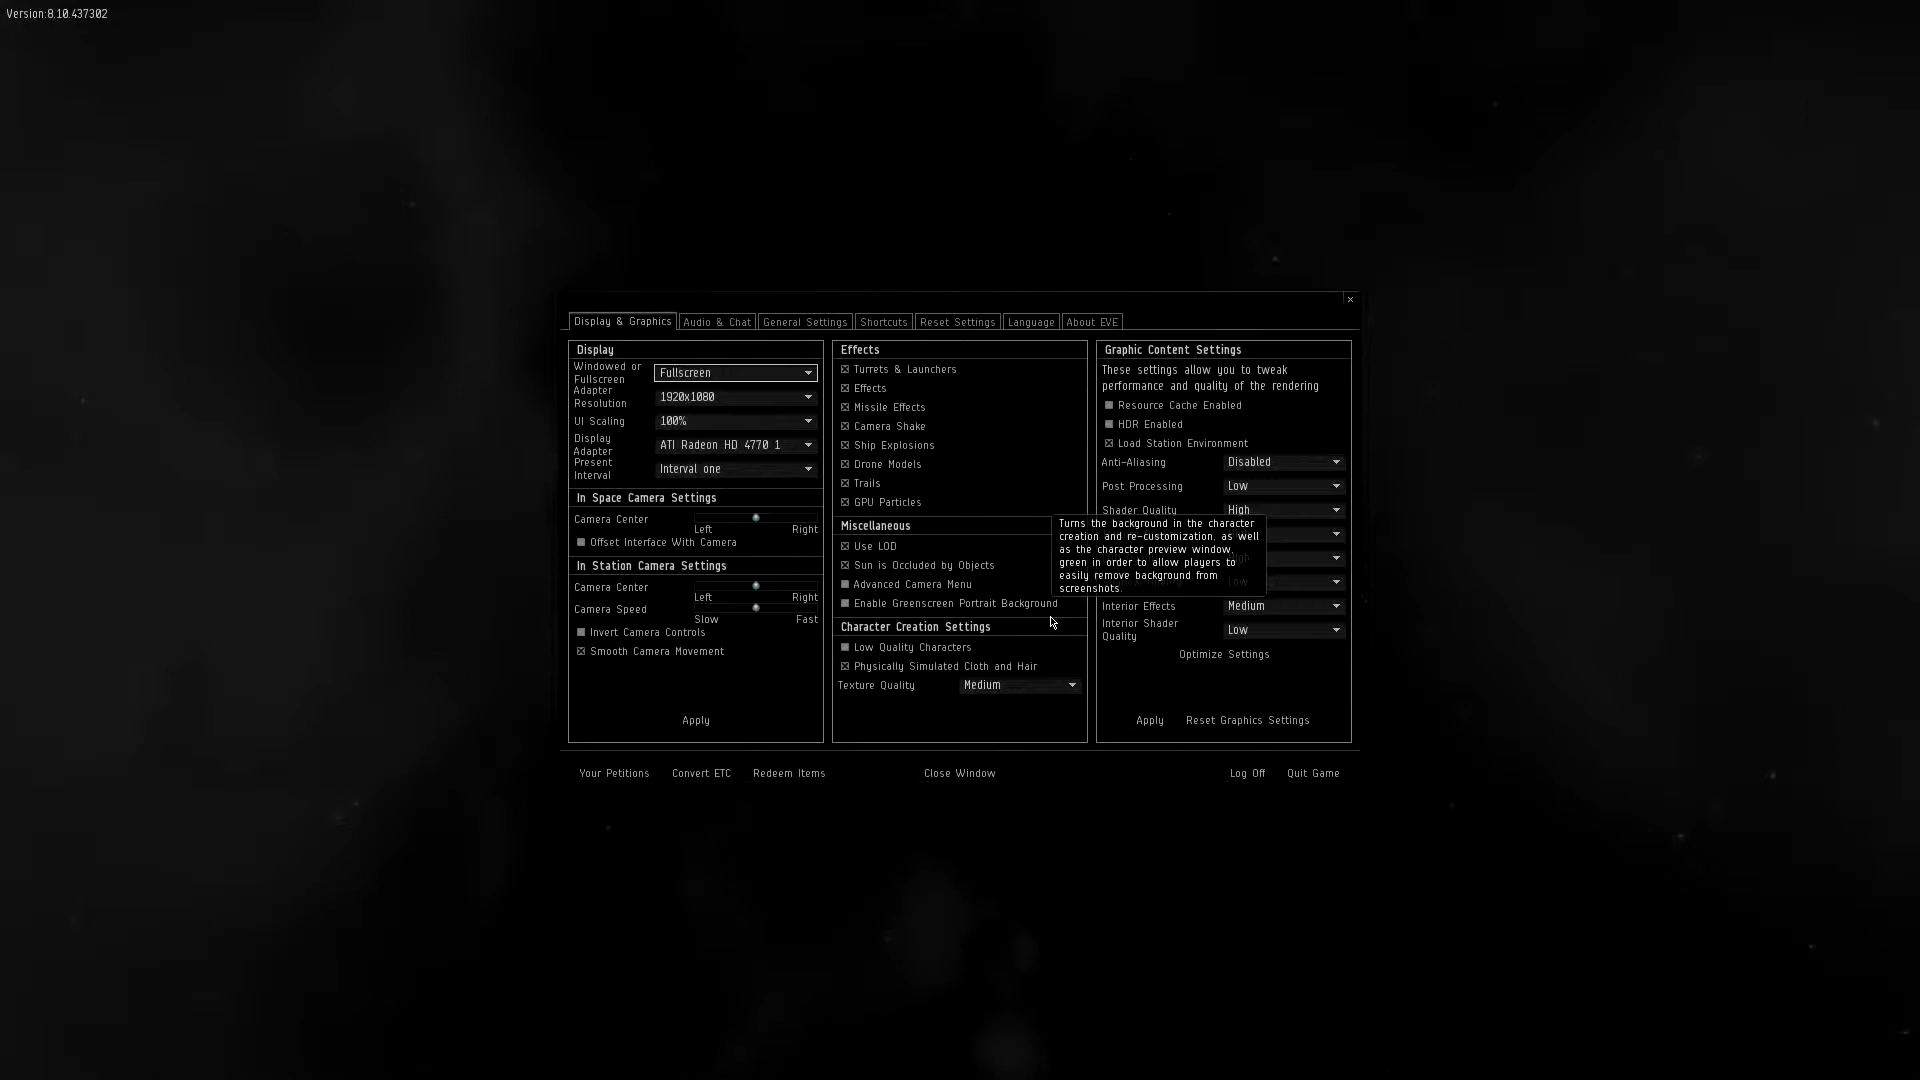 Version:8.10.437302
Display & Graphics
Audio & Chat
General Settings
Shortcuts
Reset Settings
Language
About EVE
Display
Windowed or
Fullscreen
Fullscreen
Adapter
Resolution
1920x1080
UI Scaling
100%
Display
Adapter
ATI Radeon HD 4770 1
Present
Interval
Interval one
In Space Camera Settings
Camera Center
Left
Right
Offset Interface With Camera
In Station Camera Settings
Camera Center
Left
Right
Camera Speed
Slow
Fast
Invert Camera Controls
Smooth Camera Movement
Apply
Effects
Turrets & Launchers
Effects
Missile Effects
Camera Shake
Ship Explosions
Drone Models
Trails
GPU Particles
Miscellaneous
Use LOD
Sun is Occluded by Objects
Advanced Camera Menu
Enable Greenscreen Portrait Background
Character Creation Settings
Low Quality Characters
Physically Simulated Cloth and Hair
Texture Quality
Medium
Turns the background in the character
creation and re-customization, as well
as the character preview window,
green in order to allow players to
easily remove background from
screenshots.
Graphic Content Settings
These settings allow you to tweak
performance and quality of the rendering
Resource Cache Enabled
HDR Enabled
Load Station Environment
Anti-Aliasing
Disabled
Post Processing
Low
Shader Quality
High
Low
Interior Effects
Medium
Interior Shader
Quality
Low
Optimize Settings
Apply
Reset Graphics Settings
Your Petitions
Convert ETC
Redeem Items
Close Window
Log Off
Quit Game